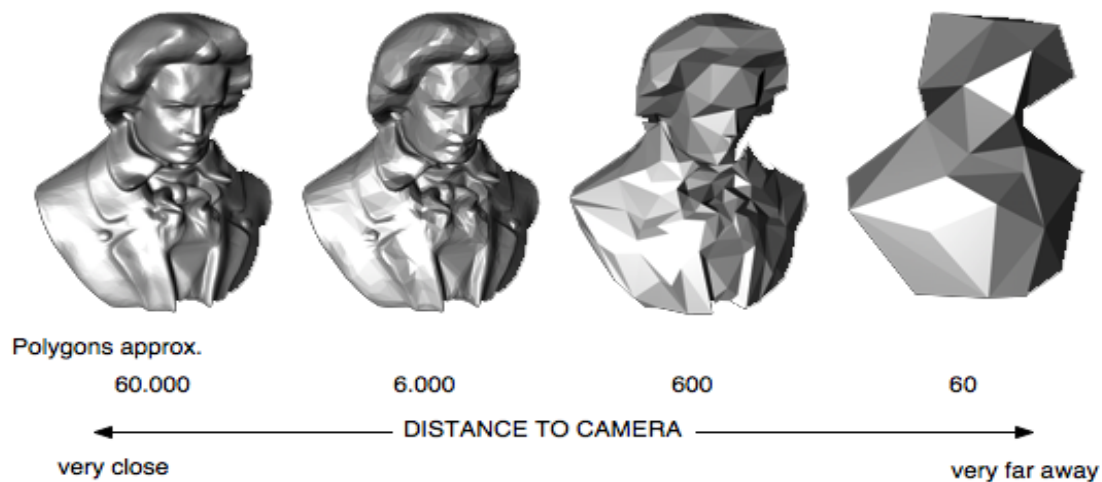 Polygons approx.
60.000 6.000 600 60
DISTANCE TO CAMERA
very close very far away